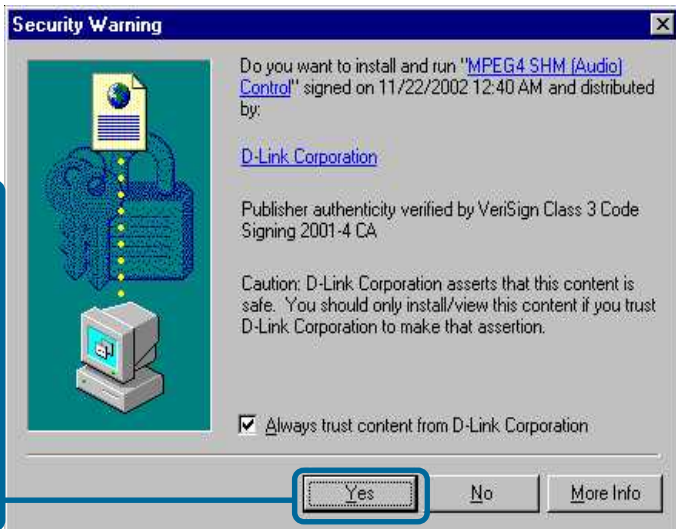 Security Warning
Do you want to install and run "MPEG4 SHM (Audio)
Control" signed on 11/22/2002 12:40 AM and distributed
by:
D-Link Corporation
Publisher authenticity verified by VeriSign Class 3 Code
Signing 2001-4 CA
Caution: D-Link Corporation asserts that this content is
safe. You should only install/view this content if you trust
D-Link Corporation to make that assertion.
Always trust content from D-Link Corporation
Yes No More Info